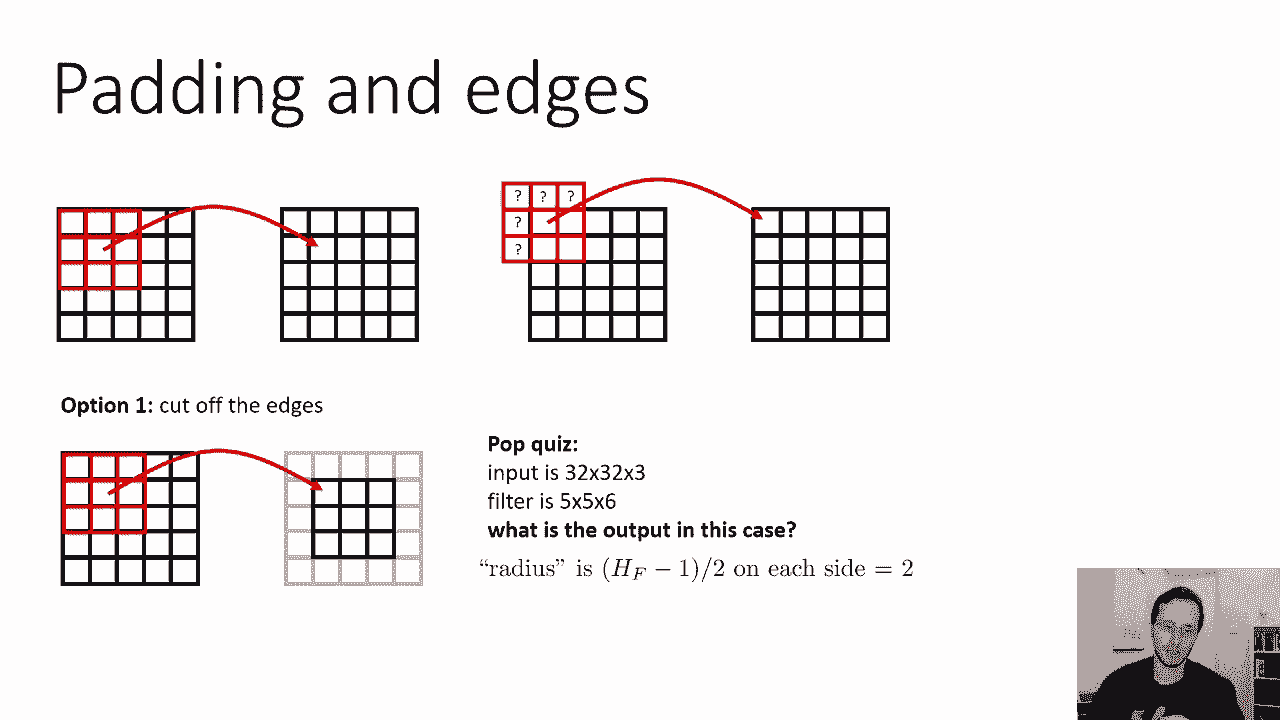 Padding and edges
? ? ?
?
?
Option 1: cut off the edges
Pop quiz:
input is 32x32x3
filter is 5x5x6
what is the output in this case?
“radius” is $(H_F - 1)/2$ on each side = 2